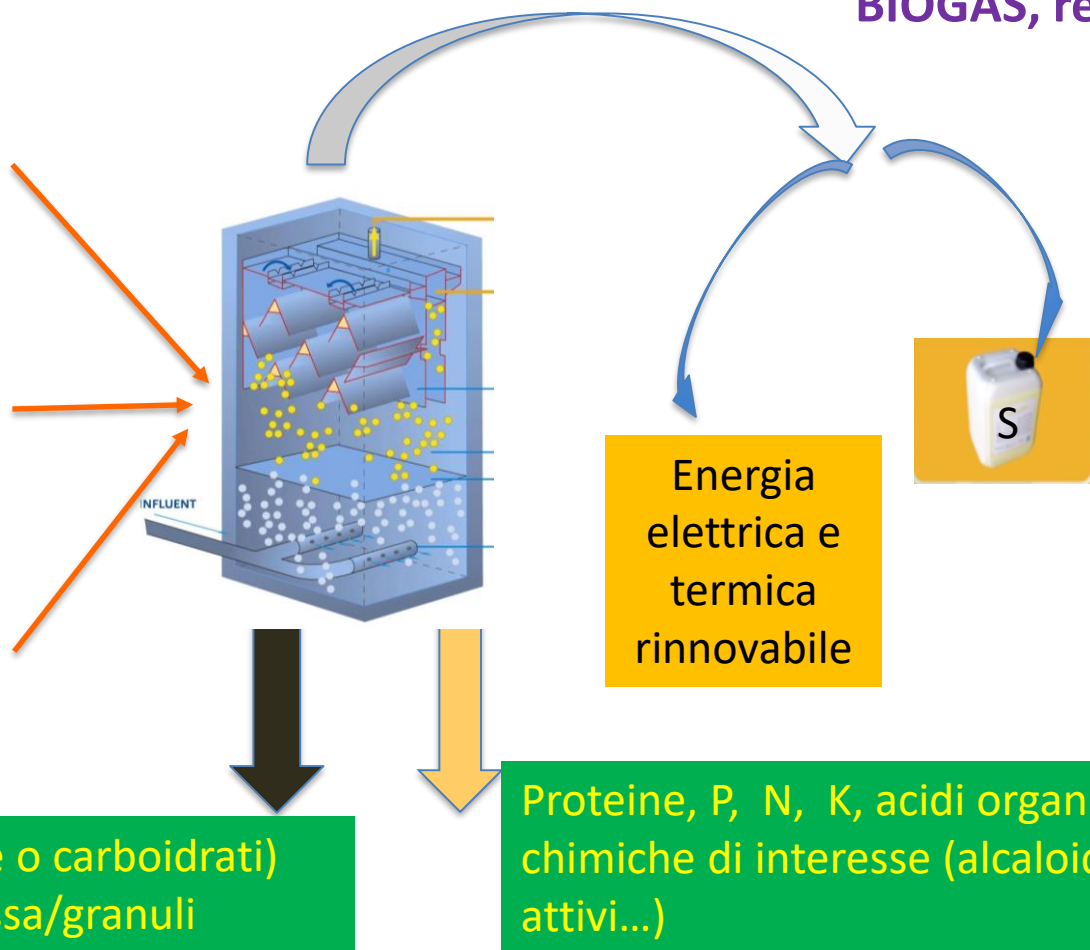 BIOGAS, re
INFLUENT
S
Energia
elettrica e
termica
rinnovabile
e o carboidrati)
ssa/granuli
Proteine, P, N, K, acidi organ
chimiche di interesse (alcaloid
attivi...)